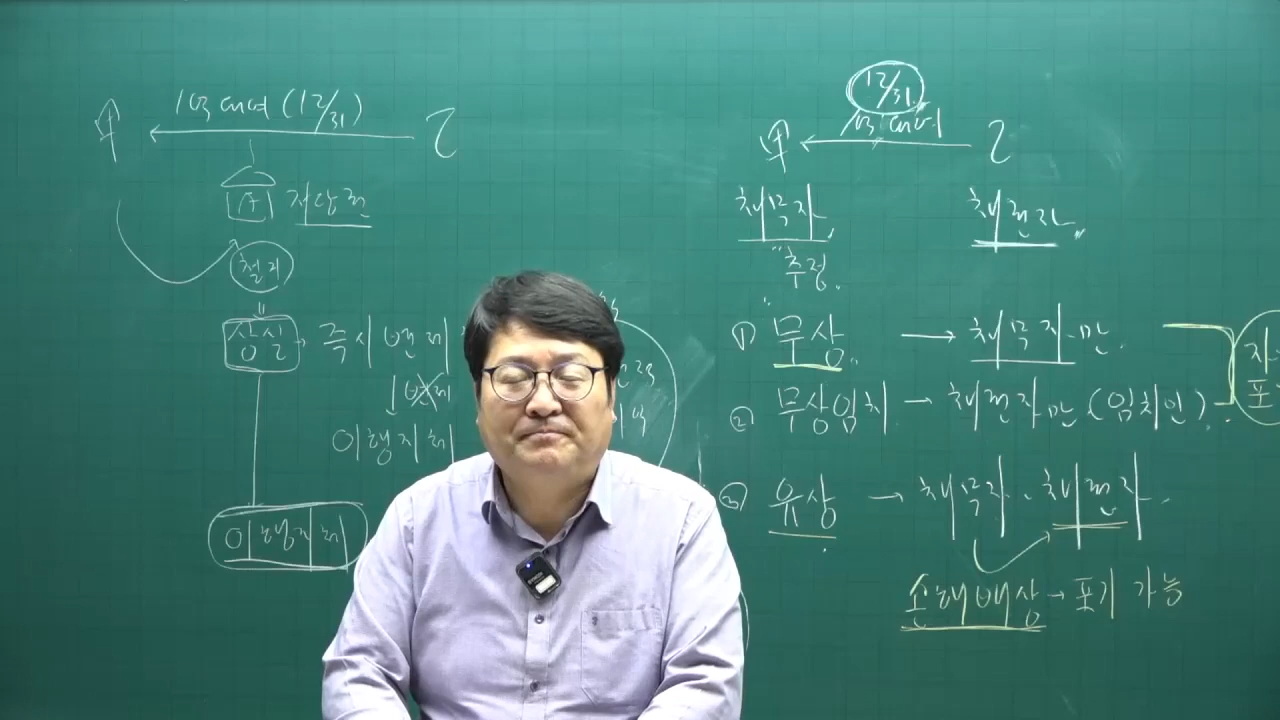 甲 1억 대여 (12/31) 乙
저당권
철거
"
상실 → 즉시 변제
변제
이행지체
이행지체
12/31
1억 대여
甲 乙
채무자 채권자
"추정"
① 무상 → 채무자만
② 무상임치 → 채권자만 (임치인)
③ 유상 → 채무자, 채권자
손해배상 → 포기 가능